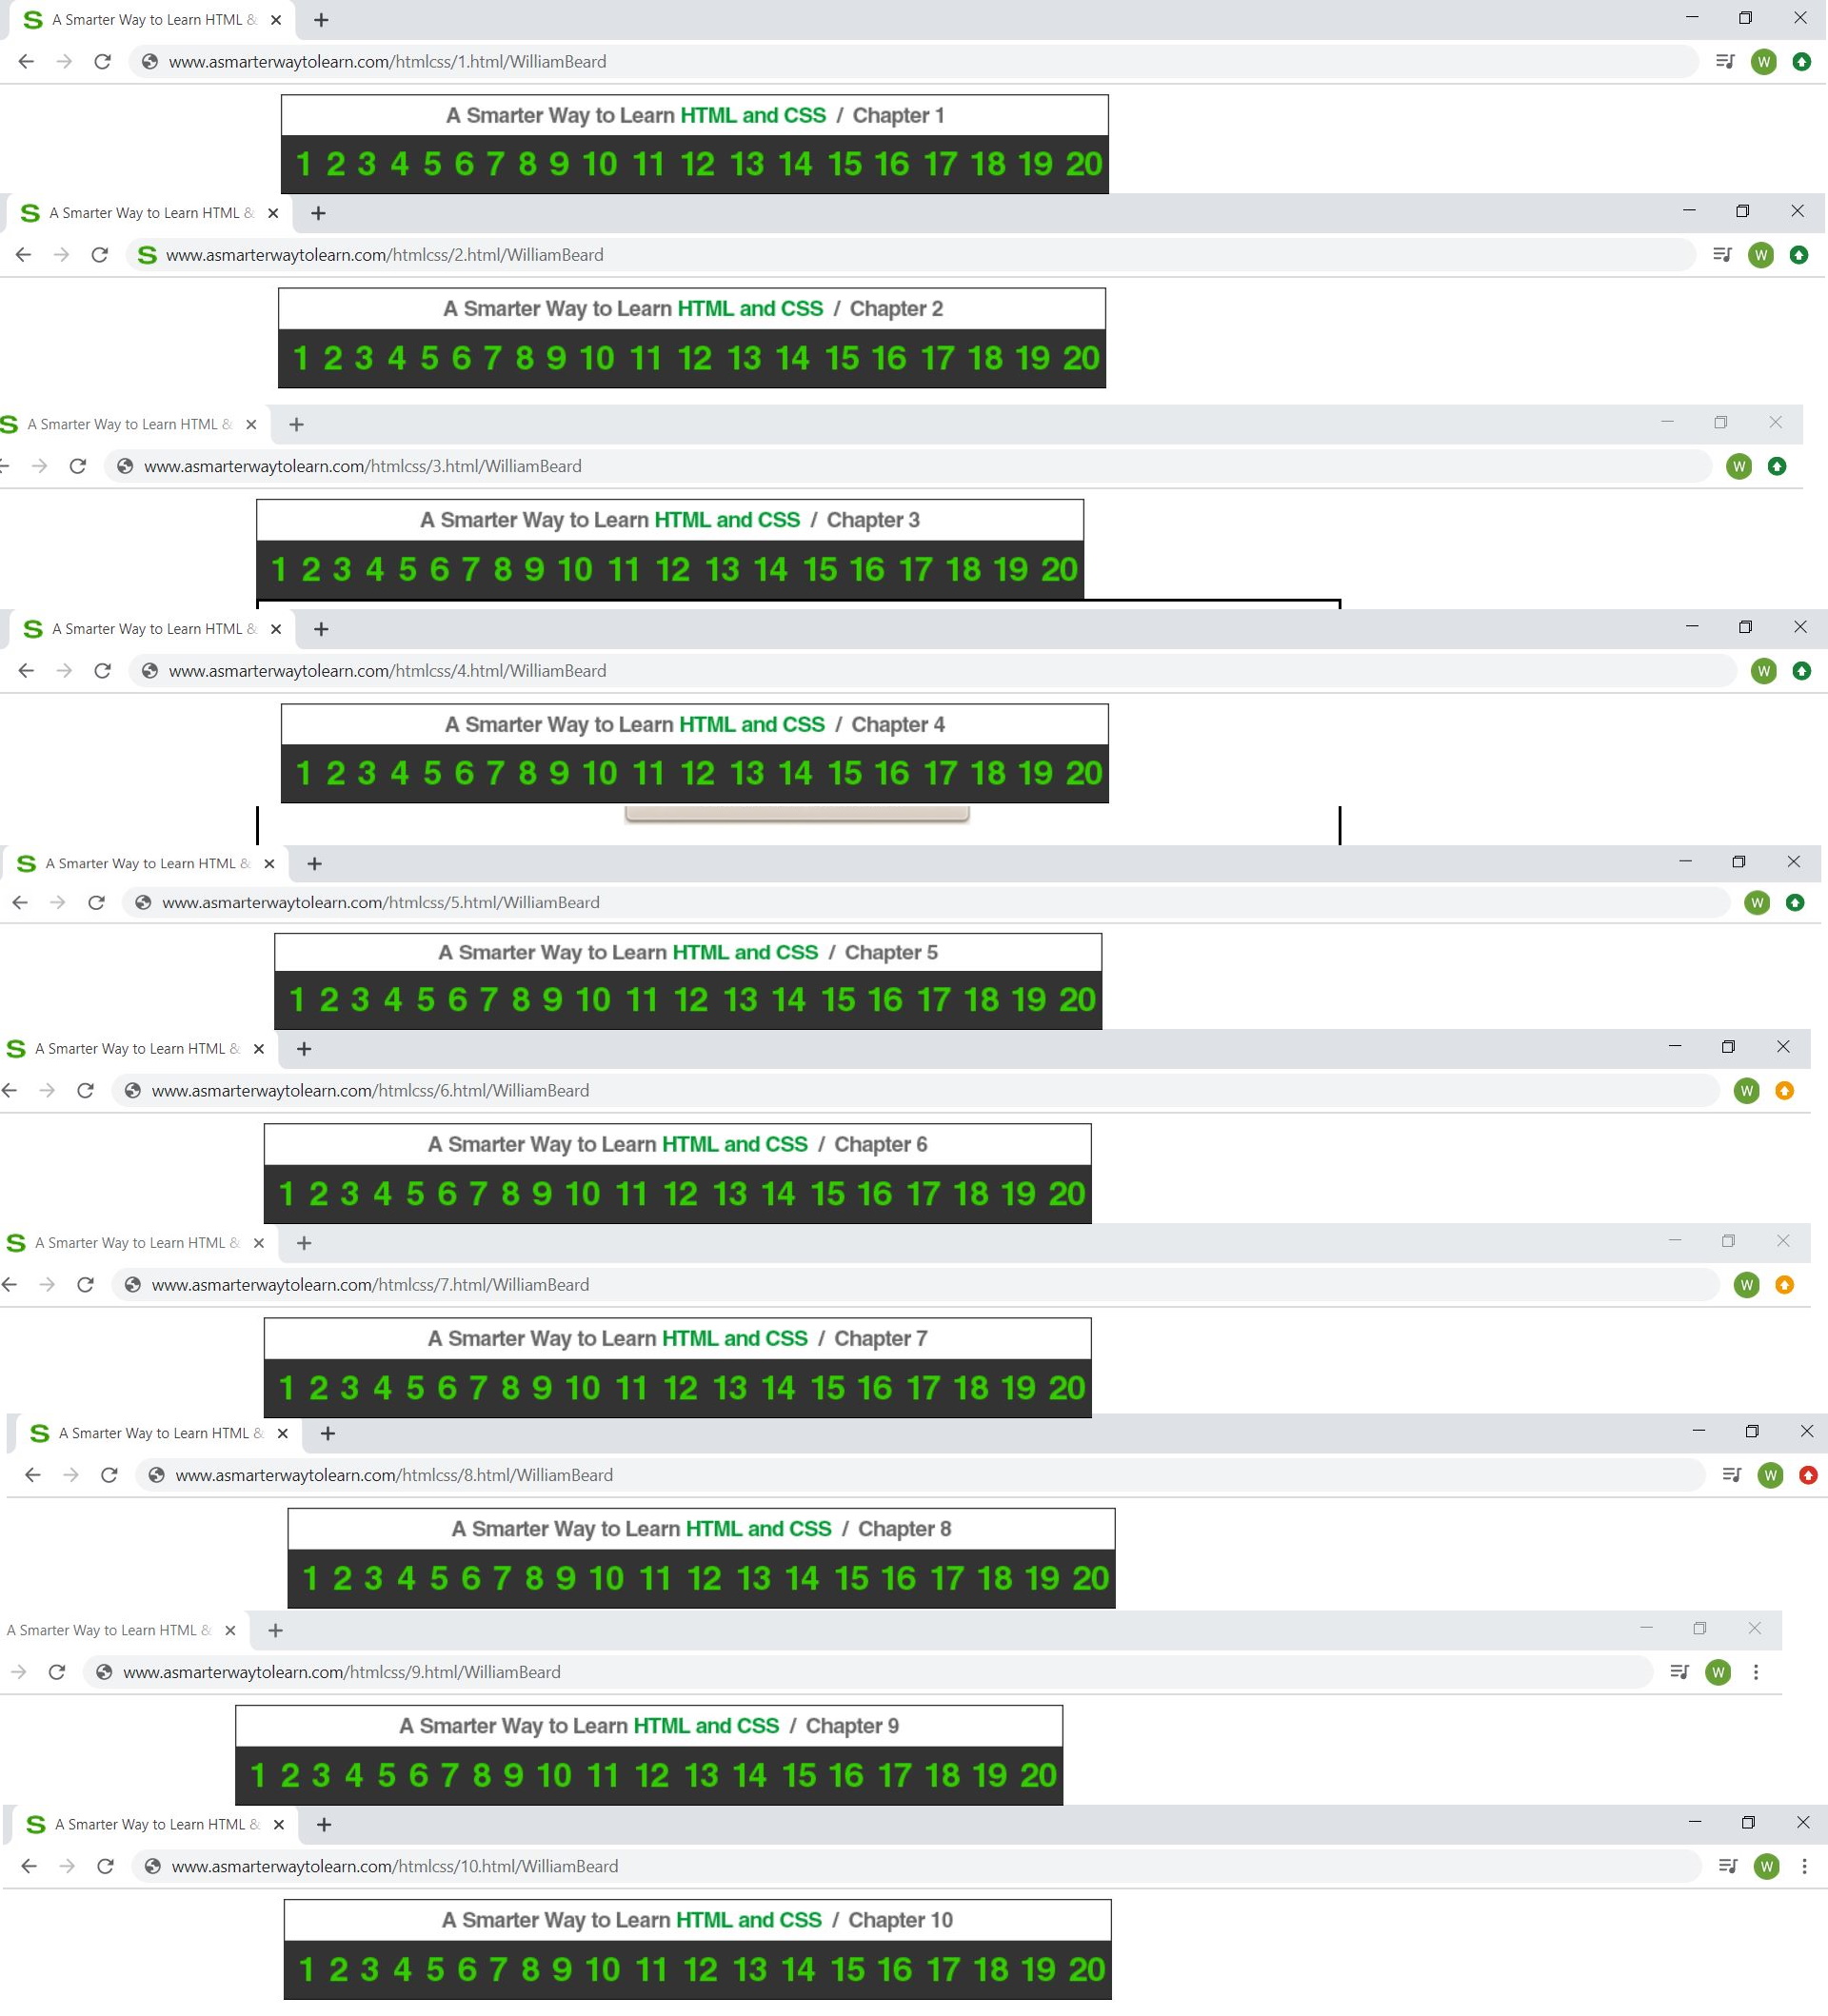 S A Smarter Way to Learn HTML &
www.asmarterwaytolearn.com/htmlcss/1.html/WilliamBeard W
A Smarter Way to Learn HTML and CSS / Chapter 1
1 2 3 4 5 6 7 8 9 10 11 12 13 14 15 16 17 18 19 20
S A Smarter Way to Learn HTML &
S www.asmarterwaytolearn.com/htmlcss/2.html/WilliamBeard W
A Smarter Way to Learn HTML and CSS / Chapter 2
1 2 3 4 5 6 7 8 9 10 11 12 13 14 15 16 17 18 19 20
S A Smarter Way to Learn HTML &
www.asmarterwaytolearn.com/htmlcss/3.html/WilliamBeard W
A Smarter Way to Learn HTML and CSS / Chapter 3
1 2 3 4 5 6 7 8 9 10 11 12 13 14 15 16 17 18 19 20
S A Smarter Way to Learn HTML &
www.asmarterwaytolearn.com/htmlcss/4.html/WilliamBeard W
A Smarter Way to Learn HTML and CSS / Chapter 4
1 2 3 4 5 6 7 8 9 10 11 12 13 14 15 16 17 18 19 20
S A Smarter Way to Learn HTML &
www.asmarterwaytolearn.com/htmlcss/5.html/WilliamBeard W
A Smarter Way to Learn HTML and CSS / Chapter 5
1 2 3 4 5 6 7 8 9 10 11 12 13 14 15 16 17 18 19 20
S A Smarter Way to Learn HTML &
www.asmarterwaytolearn.com/htmlcss/6.html/WilliamBeard W
A Smarter Way to Learn HTML and CSS / Chapter 6
1 2 3 4 5 6 7 8 9 10 11 12 13 14 15 16 17 18 19 20
S A Smarter Way to Learn HTML &
www.asmarterwaytolearn.com/htmlcss/7.html/WilliamBeard W
A Smarter Way to Learn HTML and CSS / Chapter 7
1 2 3 4 5 6 7 8 9 10 11 12 13 14 15 16 17 18 19 20
S A Smarter Way to Learn HTML &
www.asmarterwaytolearn.com/htmlcss/8.html/WilliamBeard W
A Smarter Way to Learn HTML and CSS / Chapter 8
1 2 3 4 5 6 7 8 9 10 11 12 13 14 15 16 17 18 19 20
A Smarter Way to Learn HTML &
www.asmarterwaytolearn.com/htmlcss/9.html/WilliamBeard W
A Smarter Way to Learn HTML and CSS / Chapter 9
1 2 3 4 5 6 7 8 9 10 11 12 13 14 15 16 17 18 19 20
S A Smarter Way to Learn HTML &
www.asmarterwaytolearn.com/htmlcss/10.html/WilliamBeard W
A Smarter Way to Learn HTML and CSS / Chapter 10
1 2 3 4 5 6 7 8 9 10 11 12 13 14 15 16 17 18 19 20